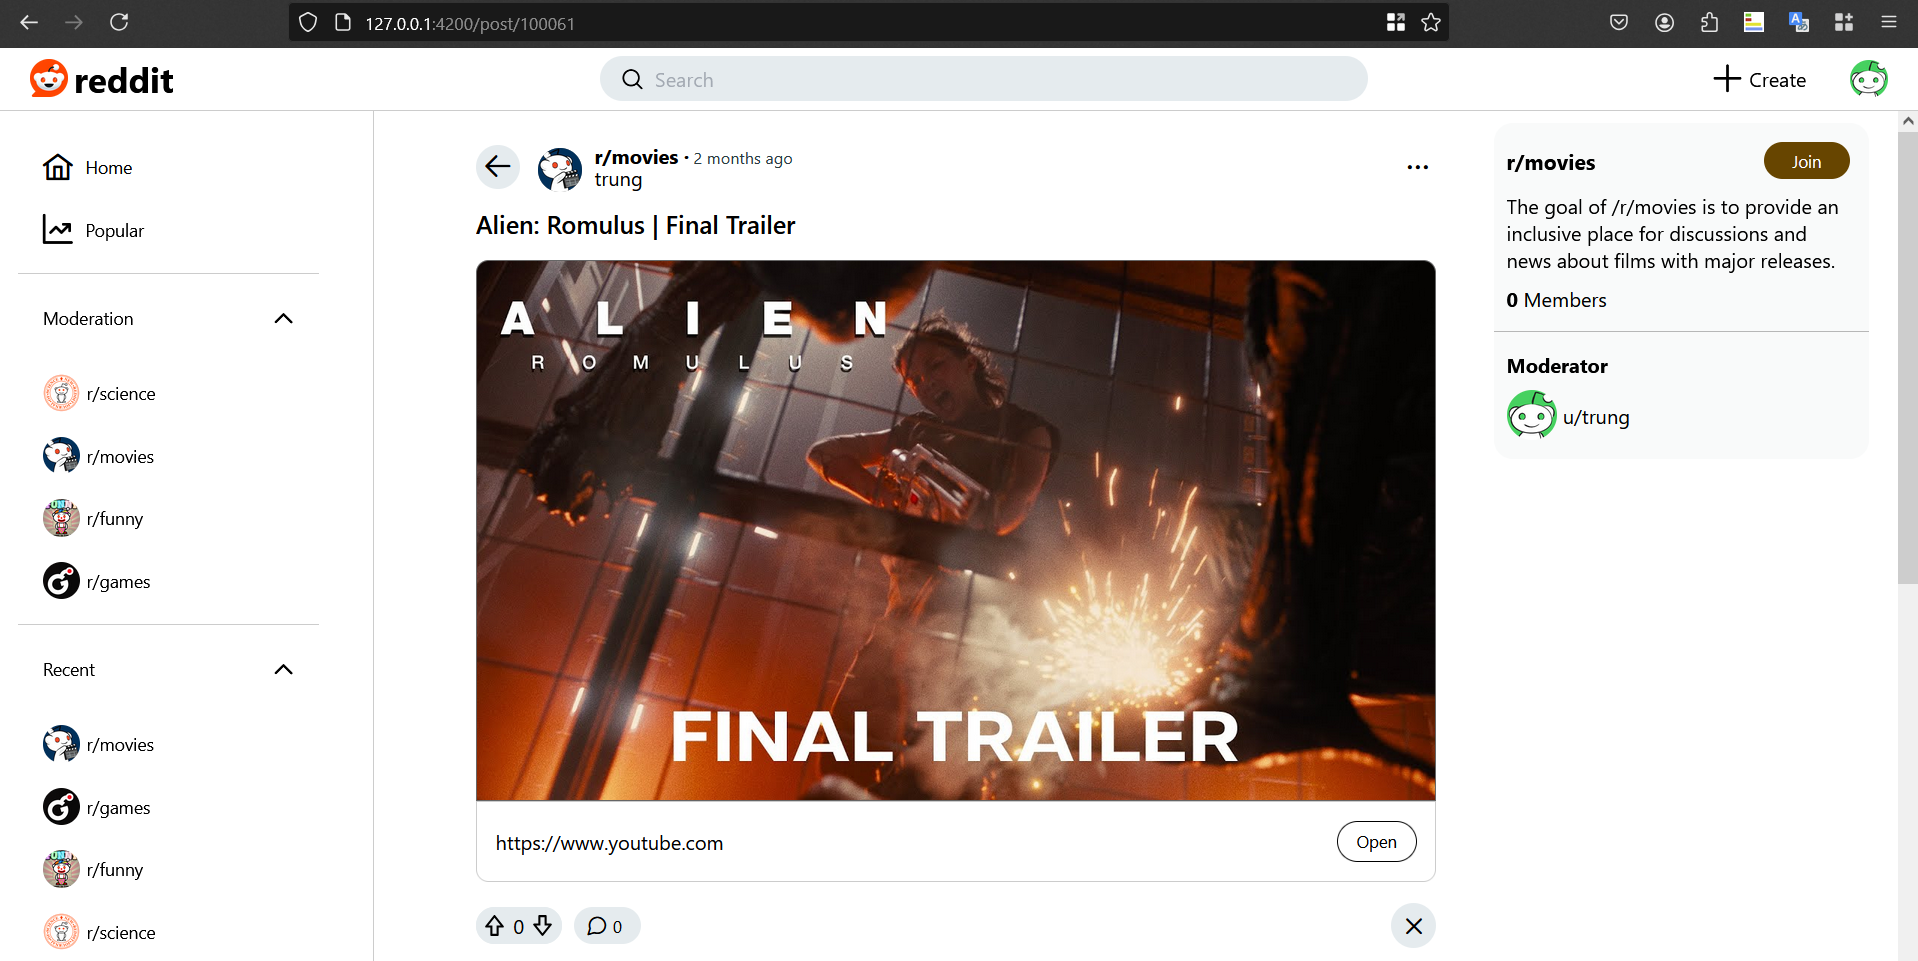 127.0.0.1:4200/post/100061
reddit
Search
Create
Home
Popular
Moderation
r/science
r/movies
r/funny
r/games
Recent
r/movies
r/games
r/funny
r/science
r/movies • 2 months ago
trung
Alien: Romulus | Final Trailer
ALIEN
ROMULUS
FINAL TRAILER
https://www.youtube.com
Open
0
0
r/movies
Join
The goal of /r/movies is to provide an
inclusive place for discussions and
news about films with major releases.
0 Members
Moderator
u/trung